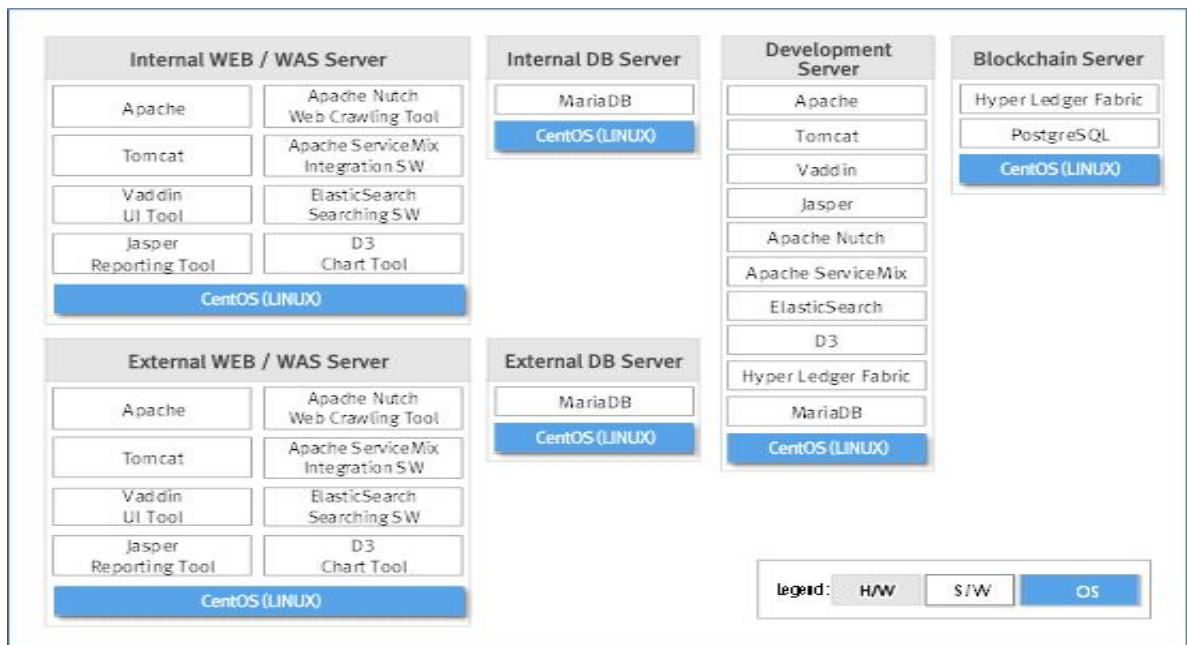 Internal WEB / WAS Server
Apache
Apache Nutch
Web Crawling Tool
Tomcat
Apache ServiceMix
Integration SW
Vaddin
UI Tool
ElasticSearch
Searching SW
Jasper
Reporting Tool
D3
Chart Tool
CentOS (LINUX)
Internal DB Server
MariaDB
CentOS (LINUX)
Development
Server
Apache
Tomcat
Vaddin
Jasper
Apache Nutch
Apache ServiceMix
ElasticSearch
D3
Hyper Ledger Fabric
MariaDB
CentOS (LINUX)
Blockchain Server
Hyper Ledger Fabric
PostgreSQL
CentOS (LINUX)
External WEB / WAS Server
Apache
Apache Nutch
Web Crawling Tool
Tomcat
Apache ServiceMix
Integration SW
Vaddin
UI Tool
ElasticSearch
Searching SW
Jasper
Reporting Tool
D3
Chart Tool
CentOS (LINUX)
External DB Server
MariaDB
CentOS (LINUX)
Legend: H/W S/W OS